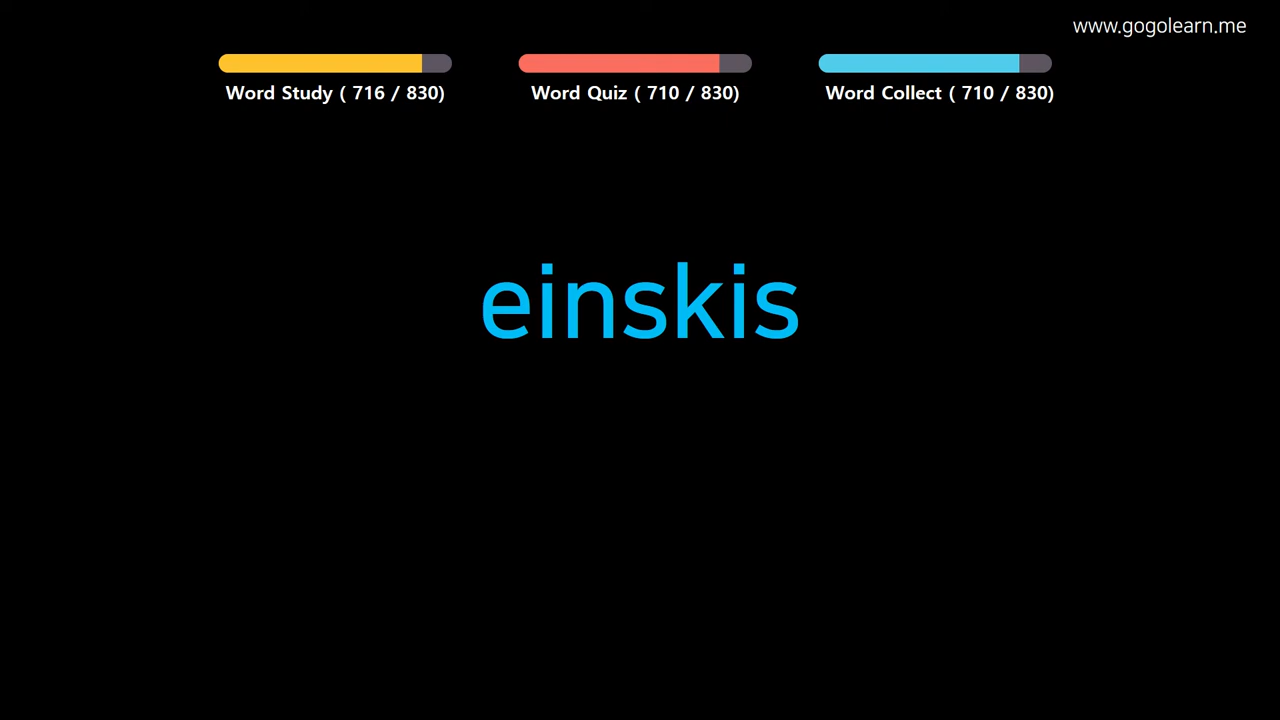 www.gogolearn.me
Word Study ( 716 / 830)
Word Quiz ( 710 / 830)
Word Collect ( 710 / 830)
einskis